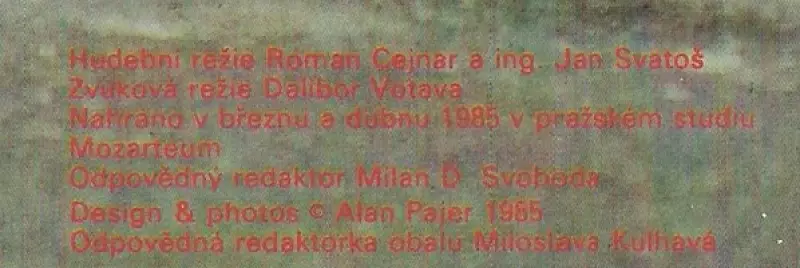 Hudební režie Roman Cejnar a ing. Jan Svatoš
Zvuková režie Dalibor Votava
Nahráno v březnu a dubnu 1985 v pražském studiu
Mozarteum
Odpovědný redaktor Milan D. Svoboda
Design & photos © Alan Pajer 1985
Odpovědná redaktorka obalu Miloslava Kulhavá